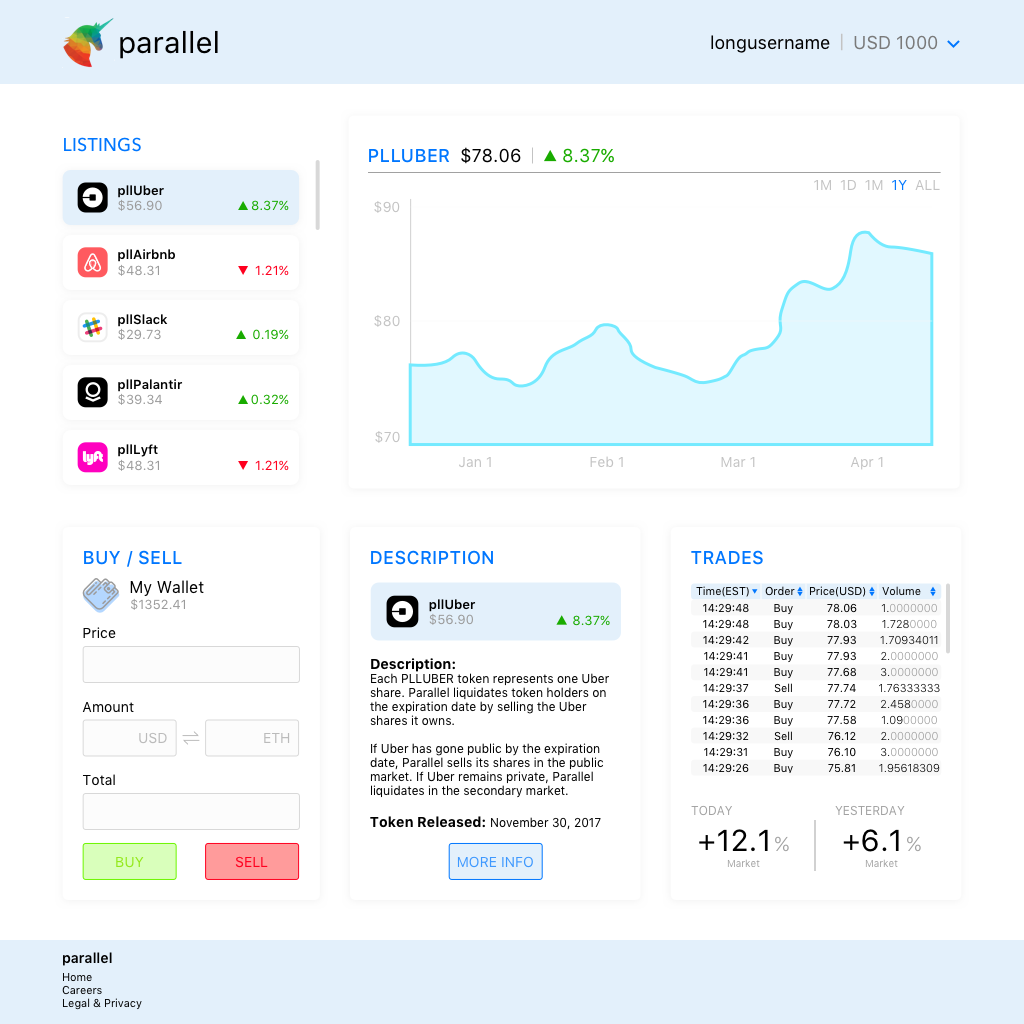 parallel
longusername
USD 1000
LISTINGS
pllUber
$56.90
▲8.37%
pllAirbnb
$48.31
▼ 1.21%
pllSlack
$29.73
▲ 0.19%
pllPalantir
$39.34
▲0.32%
pllLyft
$48.31
▼ 1.21%
lyft
PLLUBER $78.06 ▲ 8.37%
1M 1D 1M 1Y ALL
$90
$80
$70
Jan 1 Feb 1 Mar 1 Apr 1
BUY / SELL
My Wallet
$1352.41
Price
Amount
USD ⇌ ETH
Total
BUY SELL
DESCRIPTION
pllUber
$56.90
▲ 8.37%
Description:
Each PLLUBER token represents one Uber
share. Parallel liquidates token holders on
the expiration date by selling the Uber
shares it owns.
If Uber has gone public by the expiration
date, Parallel sells its shares in the public
market. If Uber remains private, Parallel
liquidates in the secondary market.
Token Released: November 30, 2017
MORE INFO
TRADES
Time(EST) Order Price(USD) Volume
14:29:48 Buy 78.06 1.0000000
14:29:48 Buy 78.03 1.7280000
14:29:42 Buy 77.93 1.70934011
14:29:41 Buy 77.93 2.0000000
14:29:41 Buy 77.68 3.0000000
14:29:37 Sell 77.74 1.76333333
14:29:36 Buy 77.72 2.4580000
14:29:36 Buy 77.58 1.0900000
14:29:32 Sell 76.12 2.0000000
14:29:31 Buy 76.10 3.0000000
14:29:26 Buy 75.81 1.95618309
TODAY YESTERDAY
+12.1% +6.1%
Market Market
parallel
Home
Careers
Legal & Privacy